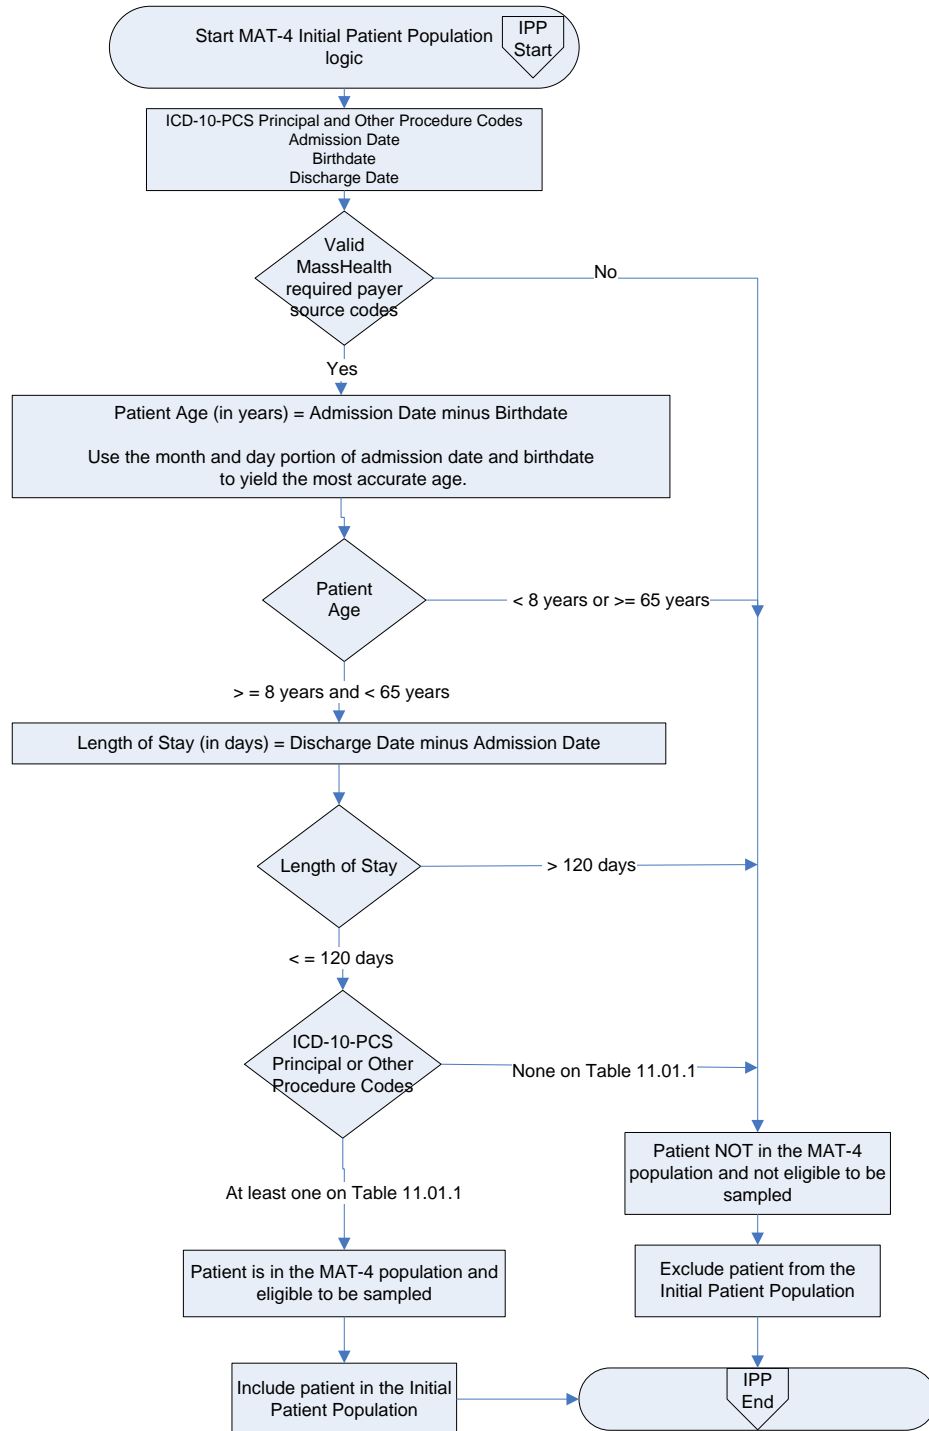 Start MAT-4 Initial Patient Population
logic
IPP
Start
ICD-10-PCS Principal and Other Procedure Codes
Admission Date
Birthdate
Discharge Date
Valid
MassHealth
required payer
source codes
No
Yes
Patient Age (in years) = Admission Date minus Birthdate
Use the month and day portion of admission date and birthdate
to yield the most accurate age.
Patient
Age
< 8 years or >= 65 years
> = 8 years and < 65 years
Length of Stay (in days) = Discharge Date minus Admission Date
Length of Stay
> 120 days
< = 120 days
ICD-10-PCS
Principal or Other
Procedure Codes
None on Table 11.01.1
At least one on Table 11.01.1
Patient NOT in the MAT-4
population and not eligible to be
sampled
Patient is in the MAT-4 population and
eligible to be sampled
Exclude patient from the
Initial Patient Population
Include patient in the Initial
Patient Population
IPP
End